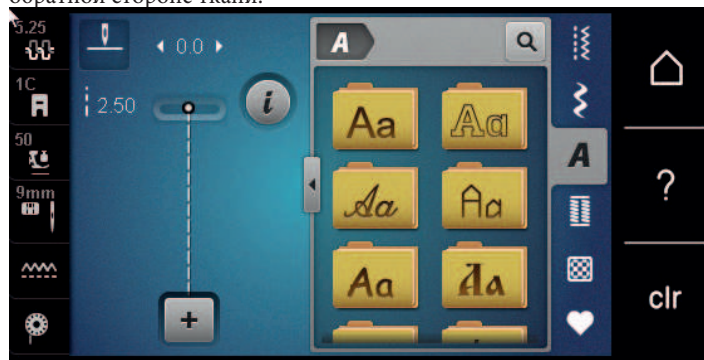 обратной стороне ткани.
5.25
0.0
A
1C
2.50
i
Aa
Aa
50
A
9mm
Aa
Aa
?
Aa
Aa
+
clr